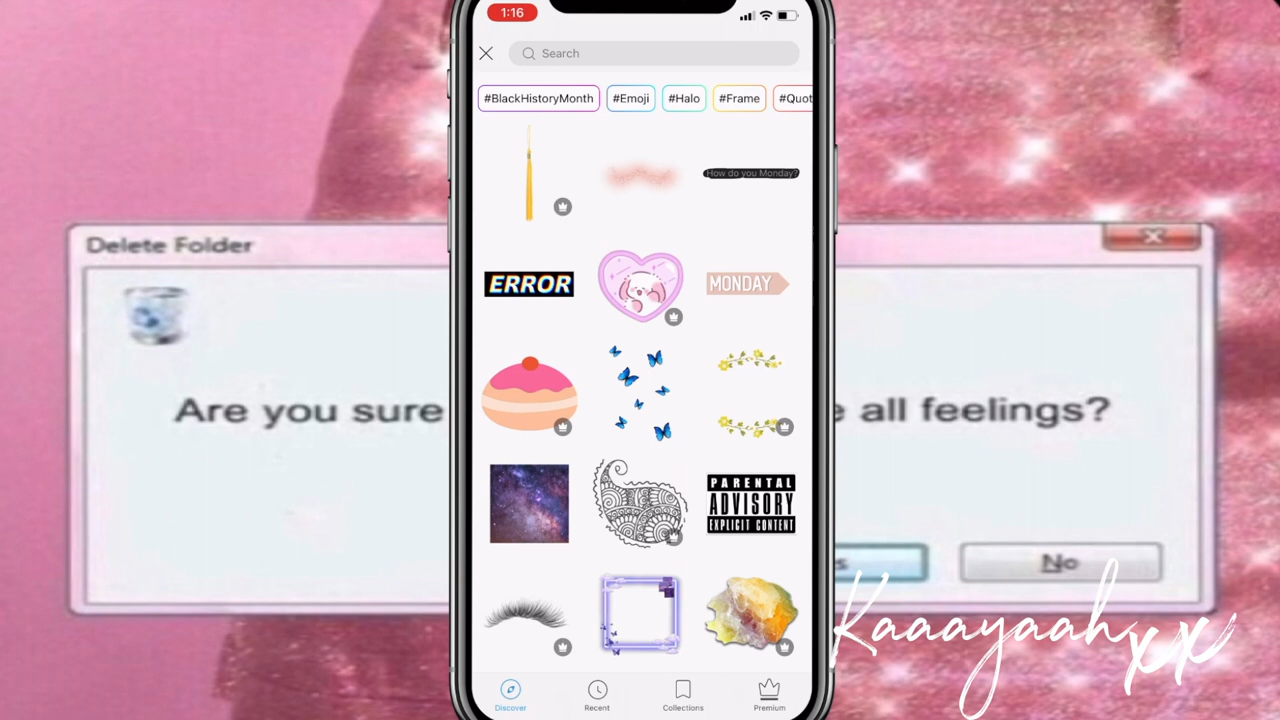 1:16
Search
#BlackHistoryMonth
#Emoji
#Halo
#Frame
#Quot
How do you Monday?
Delete Folder
ERROR
MONDAY
Are you sure
e all feelings?
PARENTAL
ADVISORY
EXPLICIT CONTENT
s
No
Kaaayaahxx
Discover
Recent
Collections
Premium